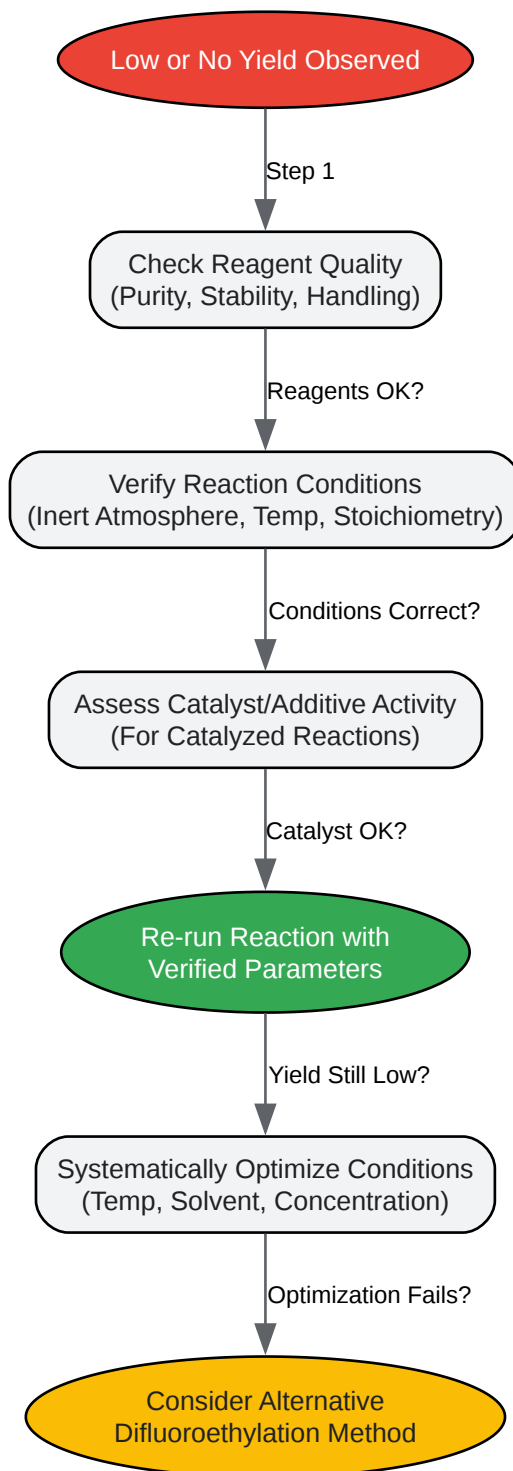 Low or No Yield Observed
Step 1
Check Reagent Quality
(Purity, Stability, Handling)
Reagents OK?
Verify Reaction Conditions
(Inert Atmosphere, Temp, Stoichiometry)
Conditions Correct?
Assess Catalyst/Additive Activity
(For Catalyzed Reactions)
Catalyst OK?
Re-run Reaction with
Verified Parameters
Yield Still Low?
Systematically Optimize Conditions
(Temp, Solvent, Concentration)
Optimization Fails?
Consider Alternative
Difluoroethylation Method